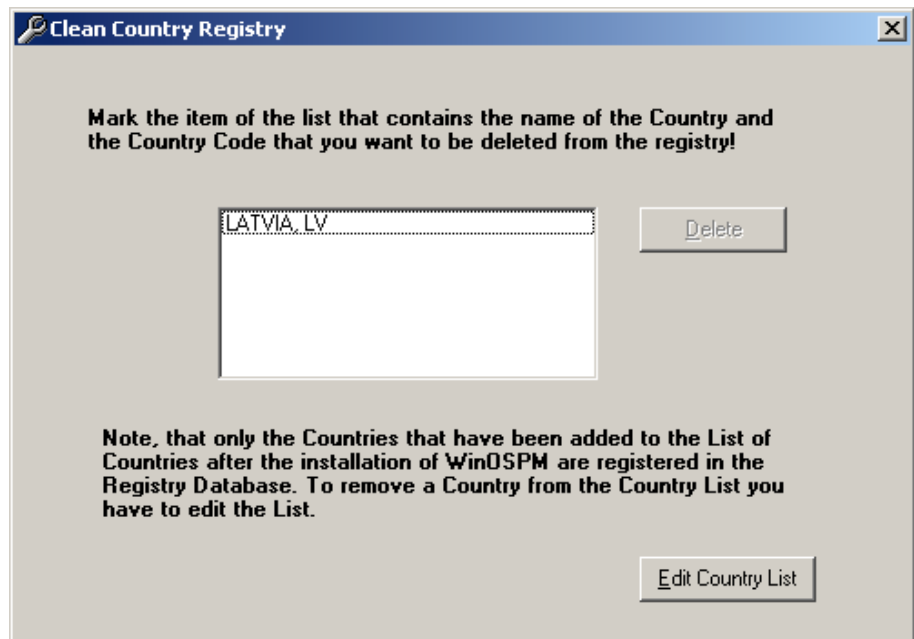 Clean Country Registry
Mark the item of the list that contains the name of the Country and
the Country Code that you want to be deleted from the registry!
LATVIA, LV
Delete
Note, that only the Countries that have been added to the List of
Countries after the installation of WinOSPM are registered in the
Registry Database. To remove a Country from the Country List you
have to edit the List.
Edit Country List